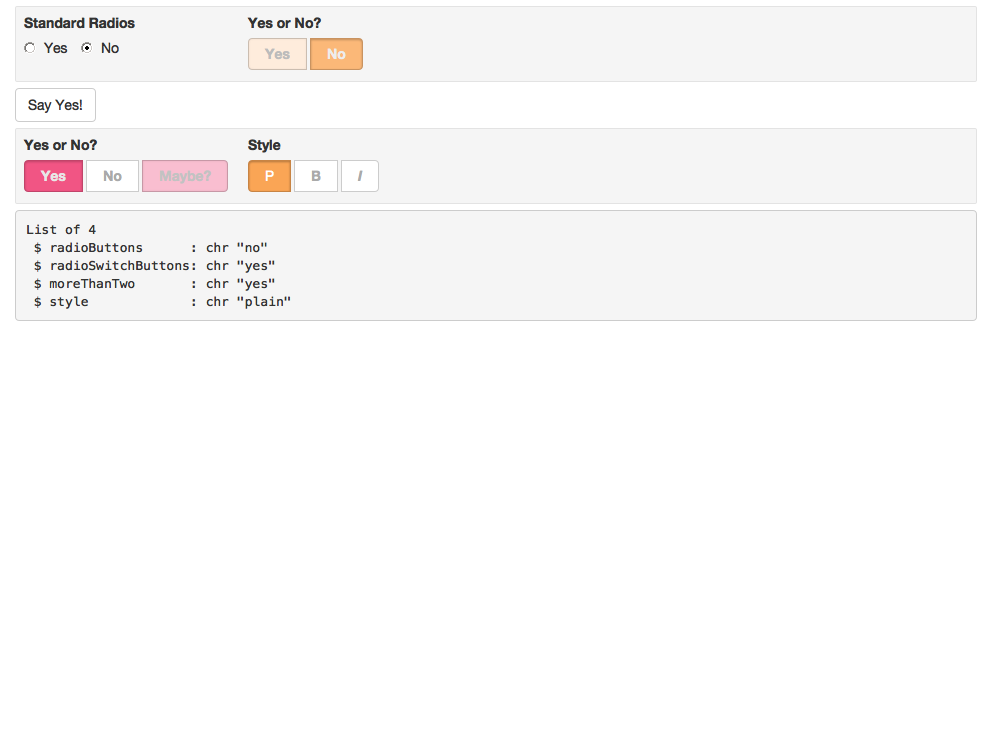 Standard Radios
Yes No
Yes or No?
Yes No
Say Yes!
Yes or No?
Yes No Maybe?
Style
P B I
List of 4
 $ radioButtons      : chr "no"
 $ radioSwitchButtons: chr "yes"
 $ moreThanTwo       : chr "yes"
 $ style             : chr "plain"